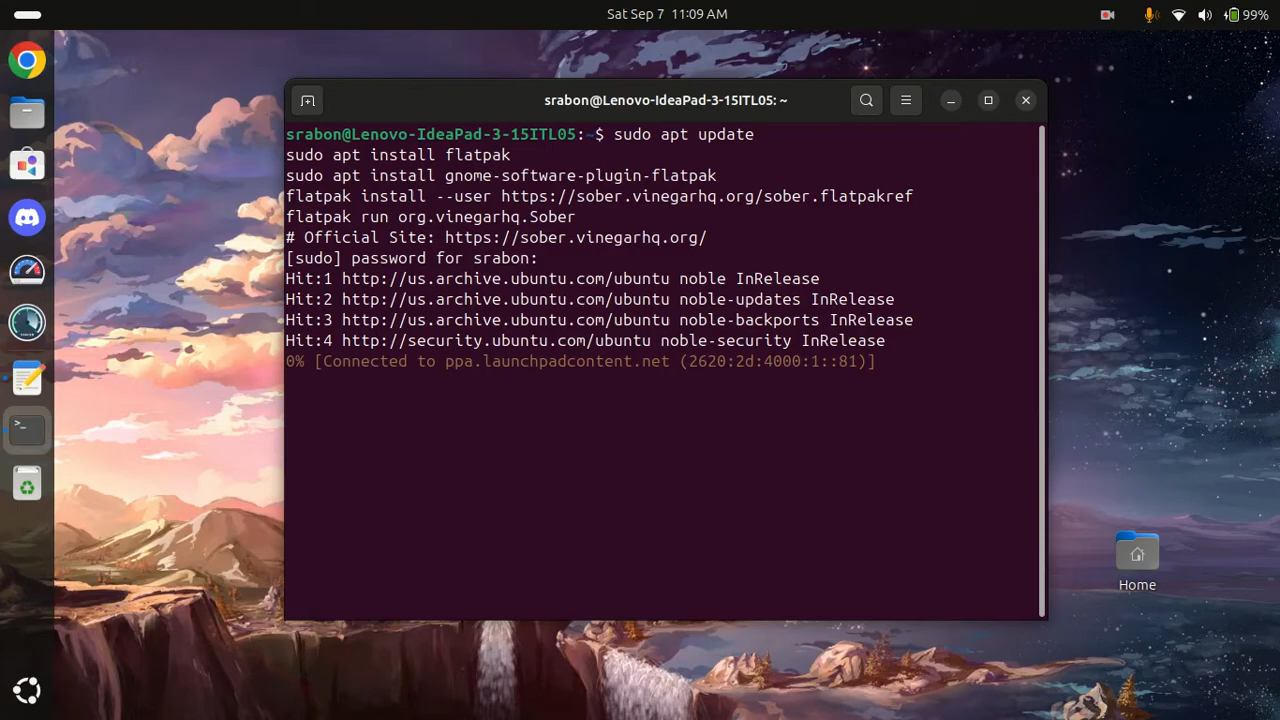 Sat Sep 7 11:09 AM
99%
srabon@Lenovo-IdeaPad-3-15ITL05: ~
srabon@Lenovo-IdeaPad-3-15ITL05:~$ sudo apt update
sudo apt install flatpak
sudo apt install gnome-software-plugin-flatpak
flatpak install --user https://sober.vinegarhq.org/sober.flatpakref
flatpak run org.vinegarhq.Sober
# Official Site: https://sober.vinegarhq.org/
[sudo] password for srabon:
Hit:1 http://us.archive.ubuntu.com/ubuntu noble InRelease
Hit:2 http://us.archive.ubuntu.com/ubuntu noble-updates InRelease
Hit:3 http://us.archive.ubuntu.com/ubuntu noble-backports InRelease
Hit:4 http://security.ubuntu.com/ubuntu noble-security InRelease
0% [Connected to ppa.launchpadcontent.net (2620:2d:4000:1::81)]
Home